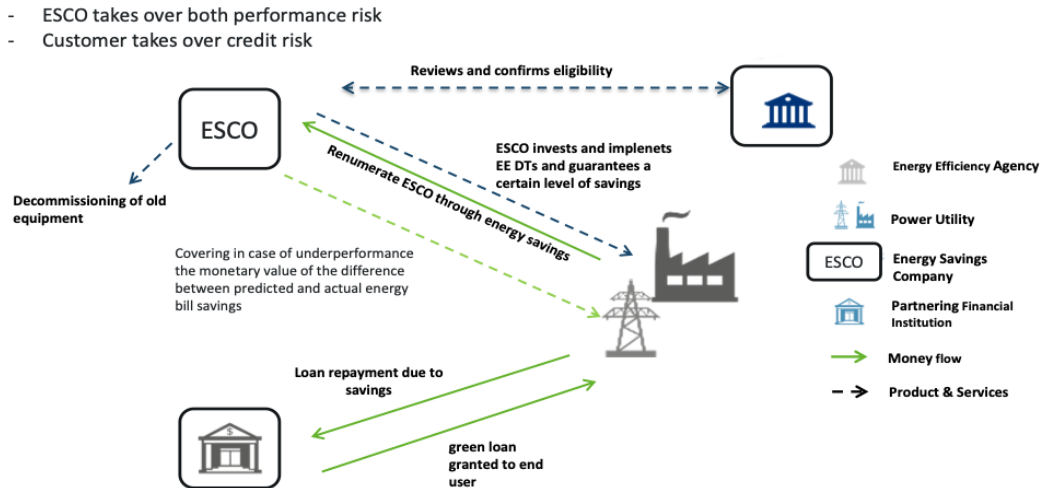 - ESCO takes over both performance risk
- Customer takes over credit risk
Reviews and confirms eligibility
ESCO
ESCO invests and implenets
EE DTs and guarantees a
certain level of savings
Renumerate ESCO through energy savings
Decommissioning of old
equipment
Covering in case of underperformance
the monetary value of the difference
between predicted and actual energy
bill savings
Loan repayment due to
savings
green loan
granted to end
user
$
Energy Efficiency Agency
Power Utility
ESCO
Energy Savings
Company
Partnering Financial
Institution
Money flow
Product & Services